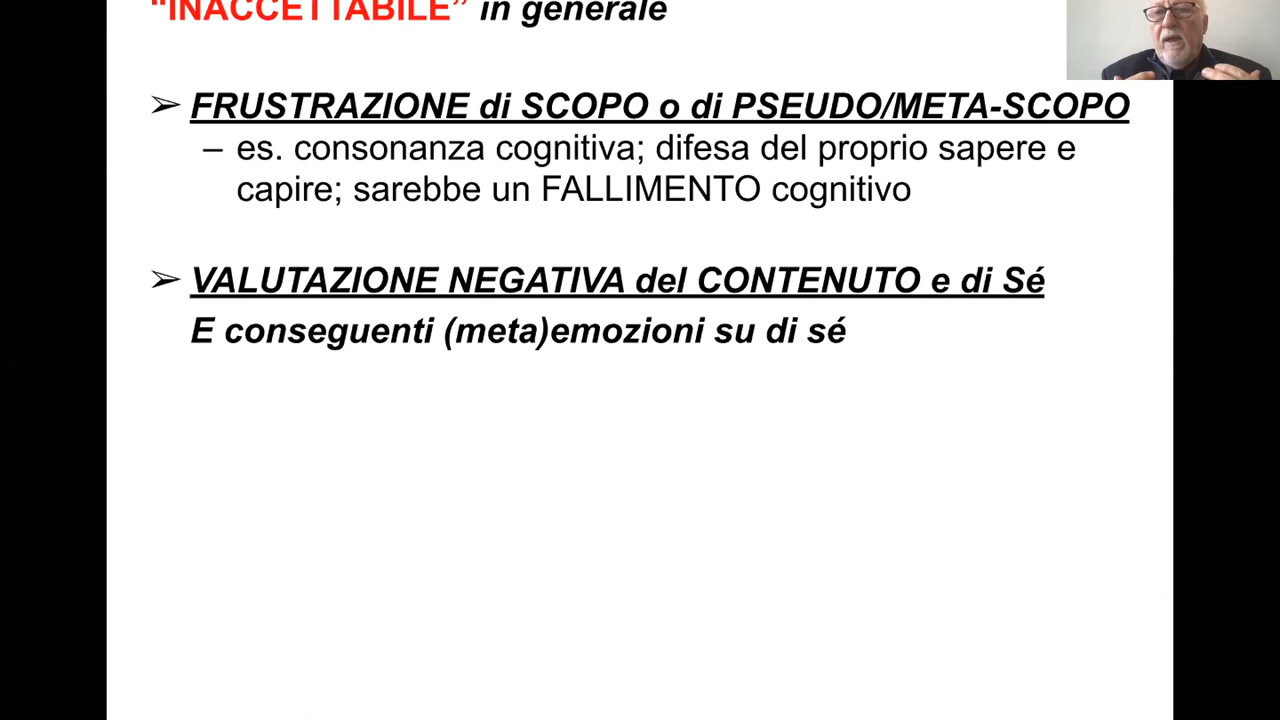 “INACCETTABILE” in generale
➢ FRUSTRAZIONE di SCOPO o di PSEUDO/META-SCOPO
– es. consonanza cognitiva; difesa del proprio sapere e
capire; sarebbe un FALLIMENTO cognitivo
➢ VALUTAZIONE NEGATIVA del CONTENUTO e di Sé
E conseguenti (meta)emozioni su di sé